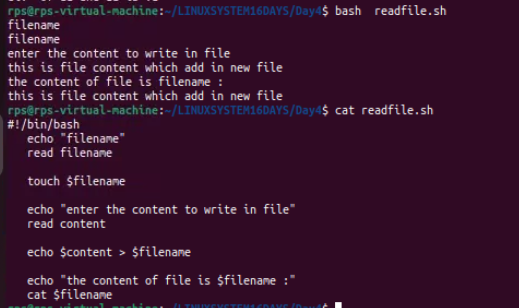 rps@rps-virtual-machine:~/LINUXSYSTEM16DAYS/Day4$ bash  readfile.sh
filename
filename
enter the content to write in file
this is file content which add in new file
the content of file is filename :
this is file content which add in new file
rps@rps-virtual-machine:~/LINUXSYSTEM16DAYS/Day4$ cat readfile.sh
#!/bin/bash
   echo "filename"
   read filename

   touch $filename

   echo "enter the content to write in file"
   read content

   echo $content > $filename

   echo "the content of file is $filename :"
   cat $filename
rps@rps-virtual-machine:~/LINUXSYSTEM16DAYS/Day4$